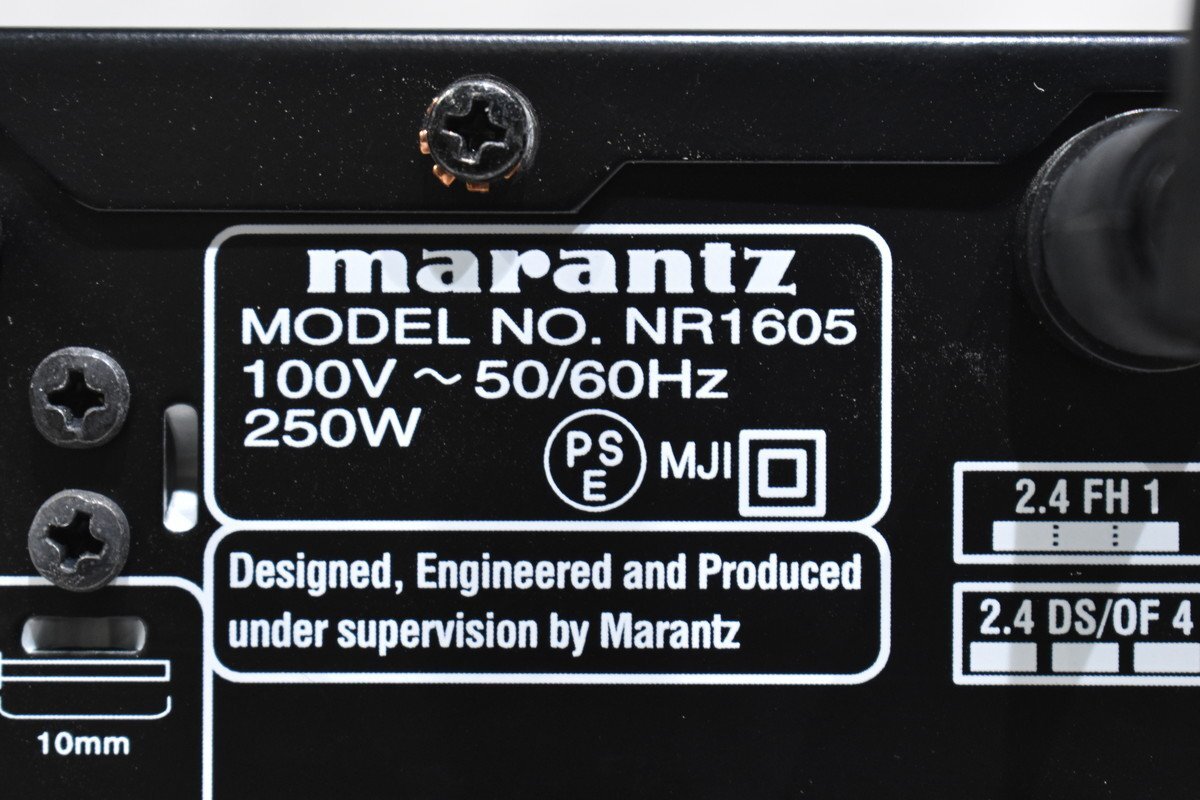 marantz
MODEL NO. NR1605
100V ～ 50/60Hz
250W
PSE MJI
Designed, Engineered and Produced
under supervision by Marantz
2.4 FH 1
2.4 DS/OF 4
10mm